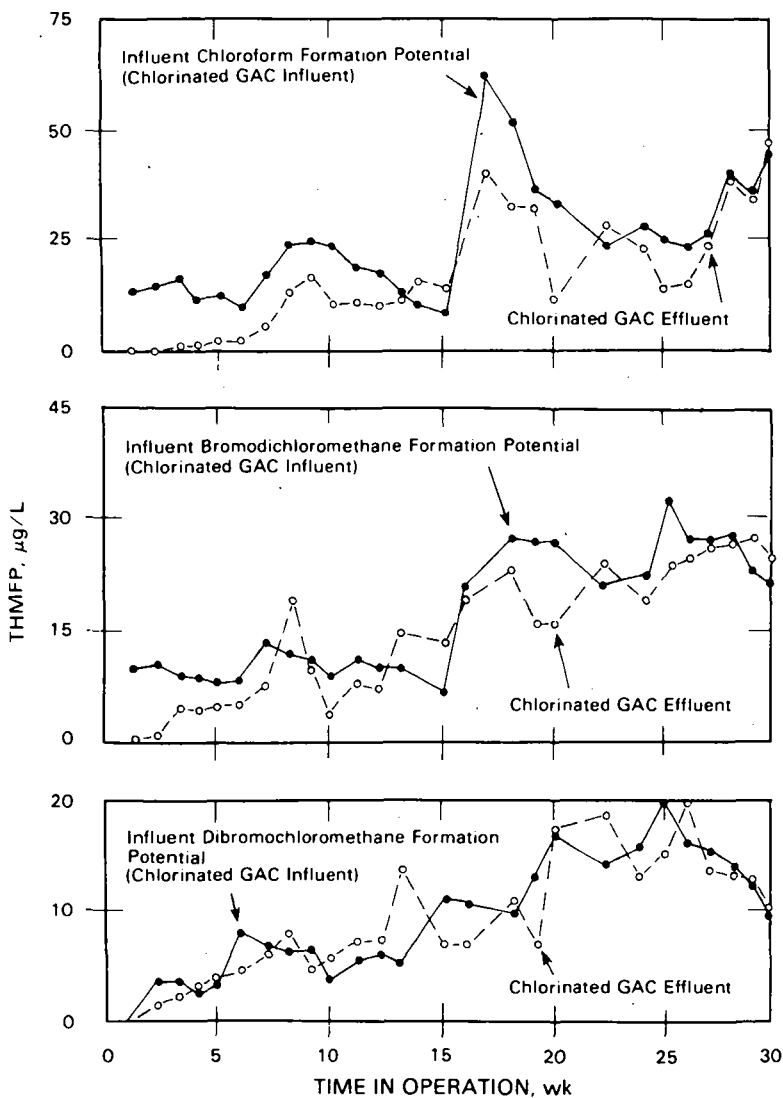 75
50
25
0
Influent Chloroform Formation Potential
(Chlorinated GAC Influent)
Chlorinated GAC Effluent
45
30
15
0
Influent Bromodichloromethane Formation Potential
(Chlorinated GAC Influent)
Chlorinated GAC Effluent
THMFP, µg/L
20
10
0
Influent Dibromochloromethane Formation
Potential
(Chlorinated GAC Influent)
Chlorinated GAC Effluent
0 5 10 15 20 25 30
TIME IN OPERATION, wk